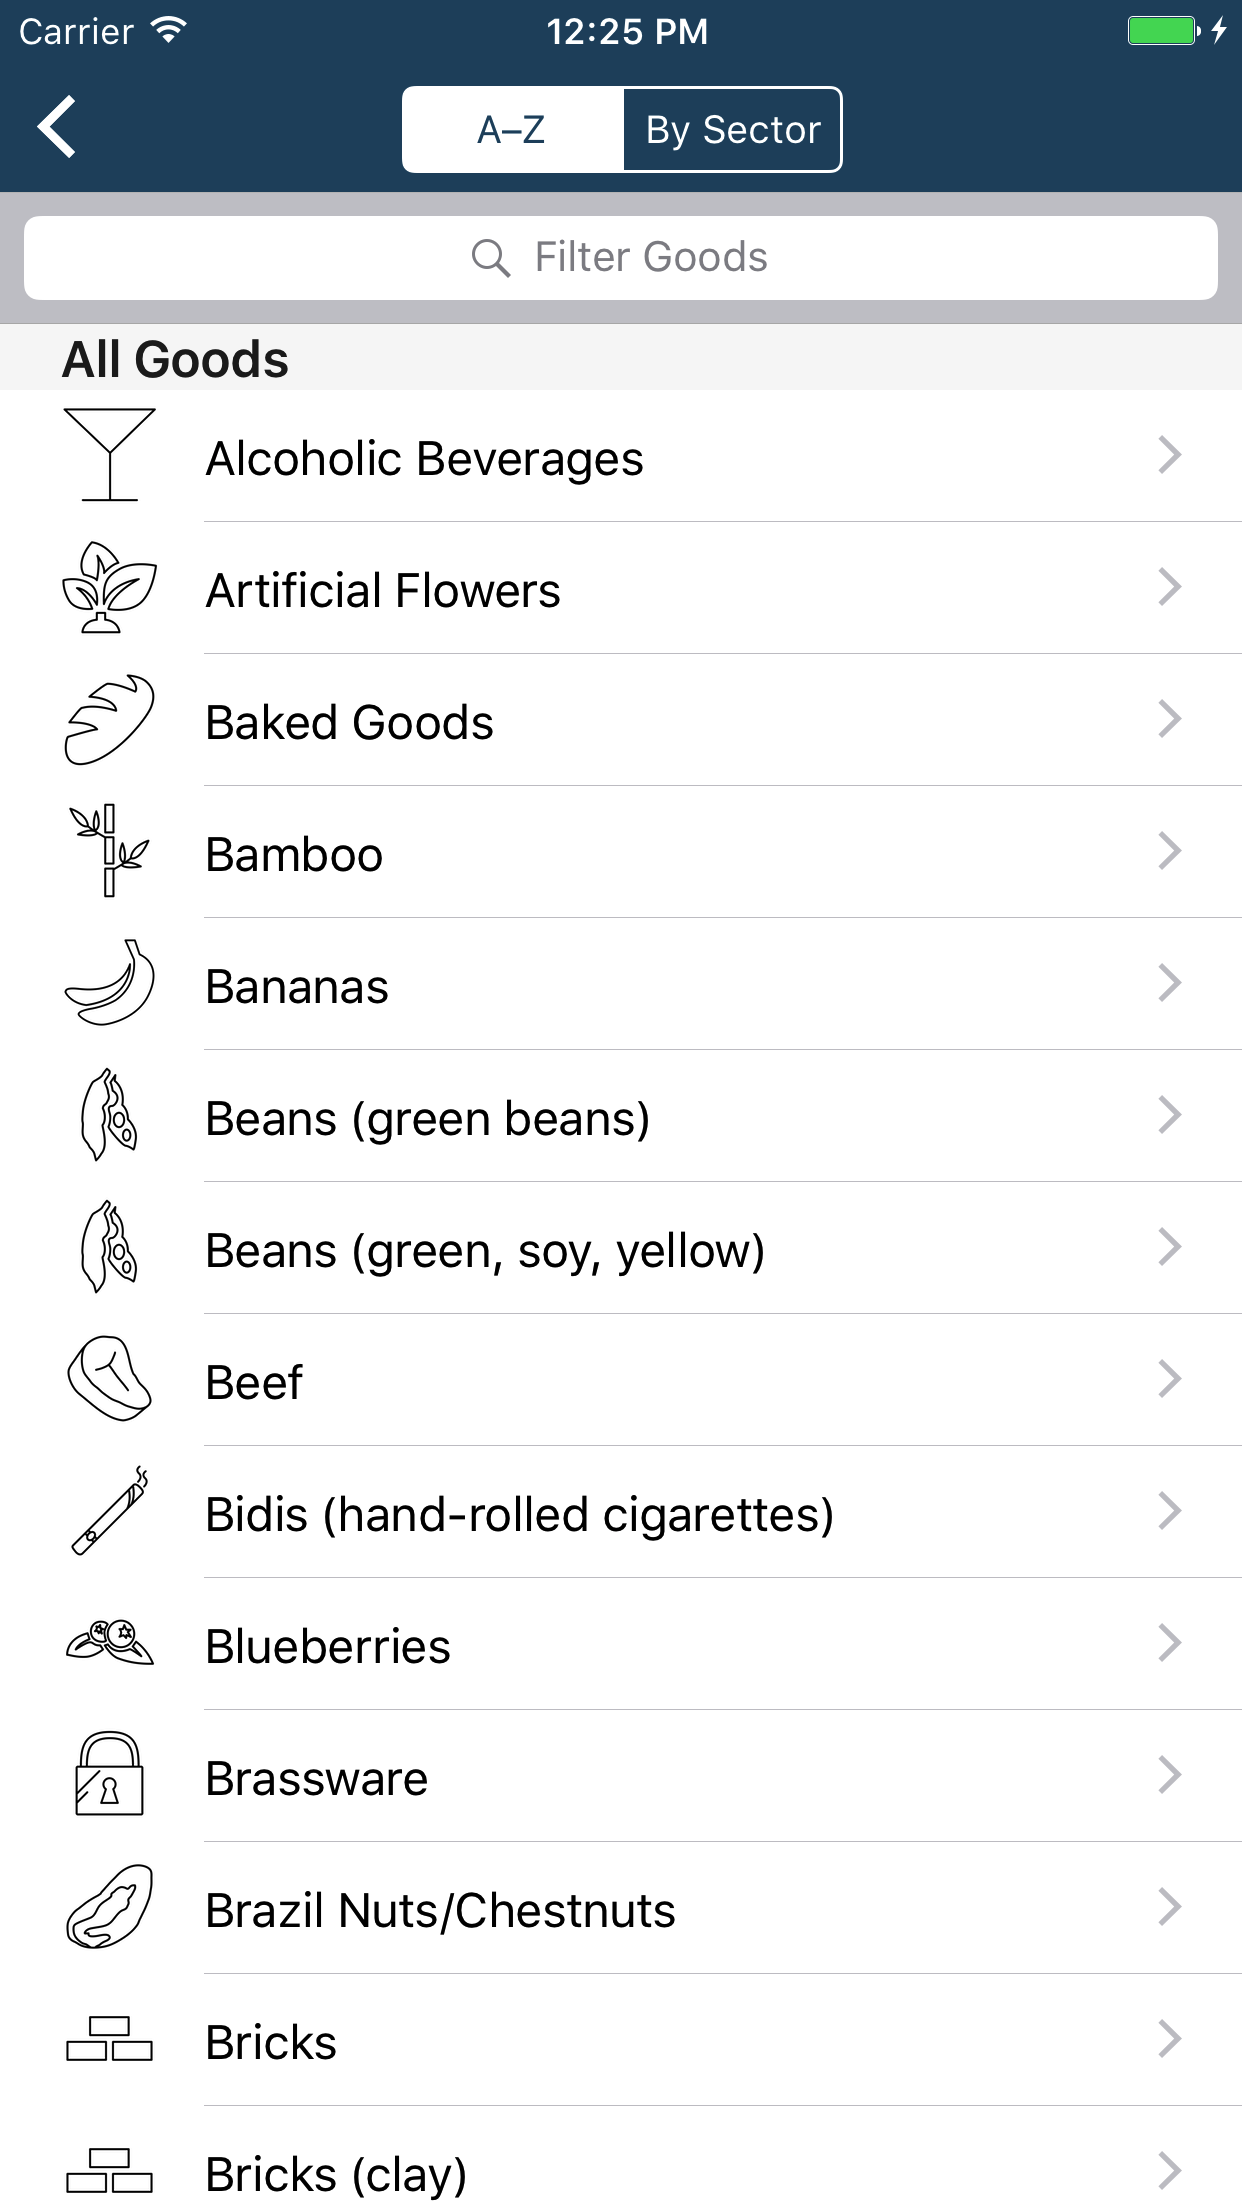 Carrier 12:25 PM
A–Z By Sector
Filter Goods
All Goods
Alcoholic Beverages
Artificial Flowers
Baked Goods
Bamboo
Bananas
Beans (green beans)
Beans (green, soy, yellow)
Beef
Bidis (hand-rolled cigarettes)
Blueberries
Brassware
Brazil Nuts/Chestnuts
Bricks
Bricks (clay)